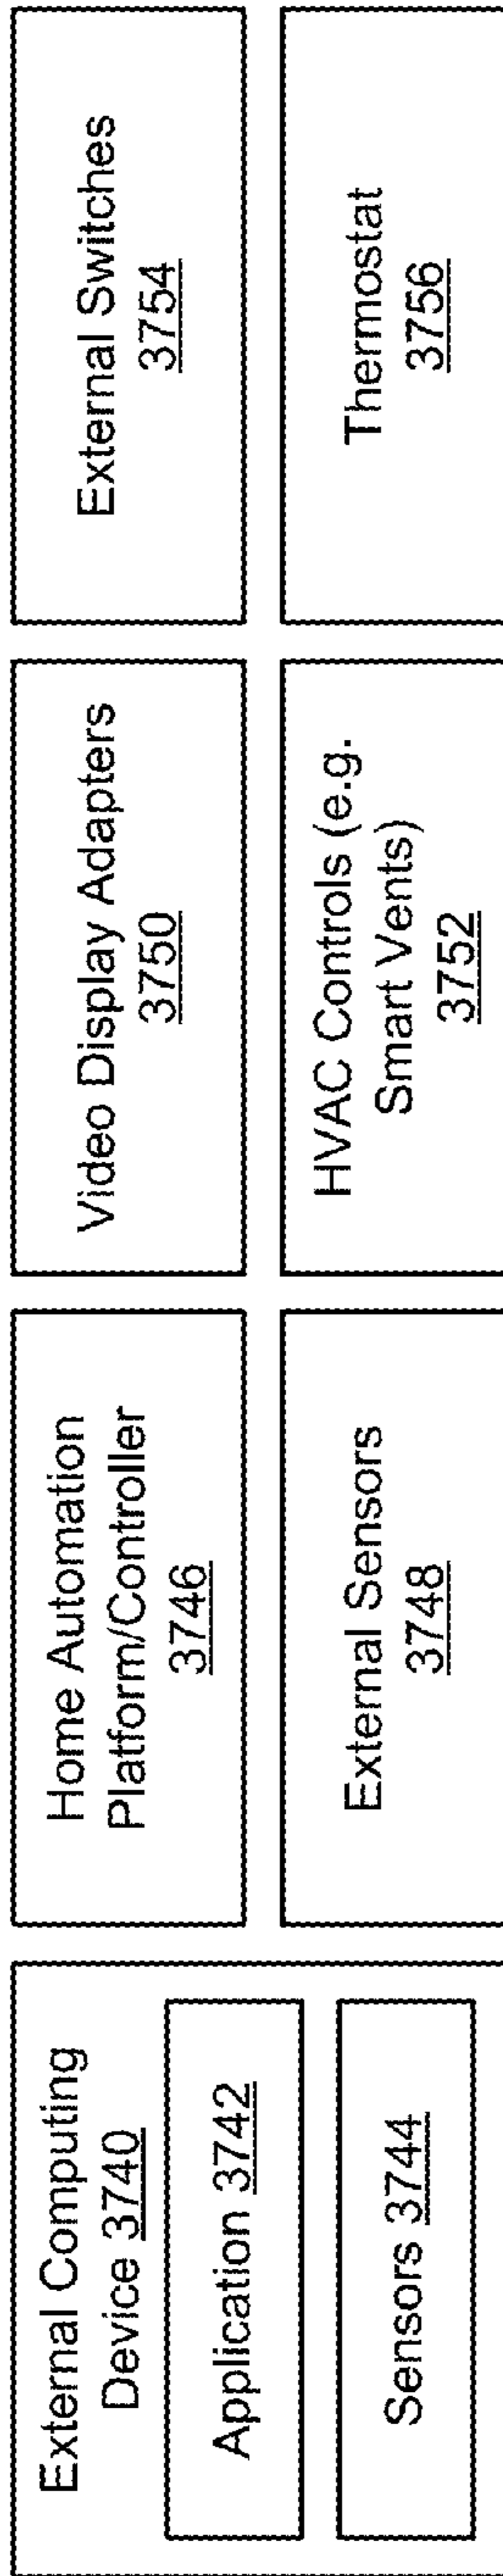 External Computing
Device 3740
Application 3742
Sensors 3744
Home Automation
Platform/Controller
3746
External Sensors
3748
Video Display Adapters
3750
HVAC Controls (e.g.
Smart Vents)
3752
External Switches
3754
Thermostat
3756